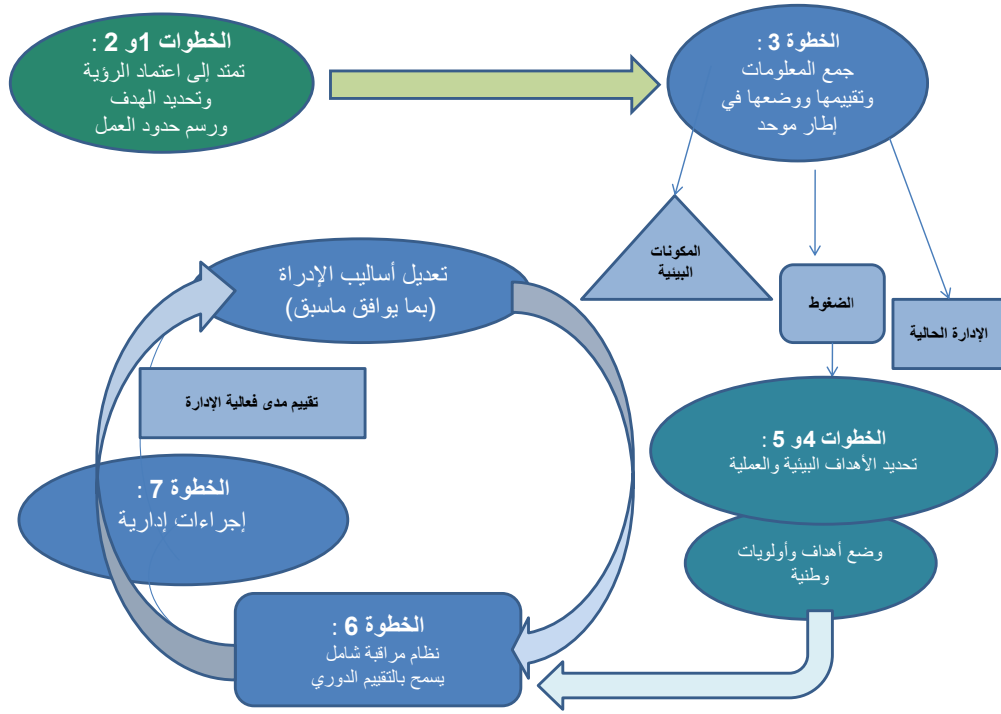 الخطوات 1و 2 :
تمتد إلى اعتماد الرؤية
وتحديد الهدف
ورسم حدود العمل
الخطوة 3 :
جمع المعلومات
وتقييمها ووضعها في
إطار موحد
المكونات
البيئية
الضغوط
الإدارة الحالية
الخطوات 4و 5 :
تحديد الأهداف البيئية والعملية
وضع أهداف وأولويات
وطنية
الخطوة 6 :
نظام مراقبة شامل
يسمح بالتقييم الدوري
الخطوة 7 :
إجراءات إدارية
تقييم مدى فعالية الإدارة
تعديل أساليب الإدراة
(بما يوافق ماسبق)